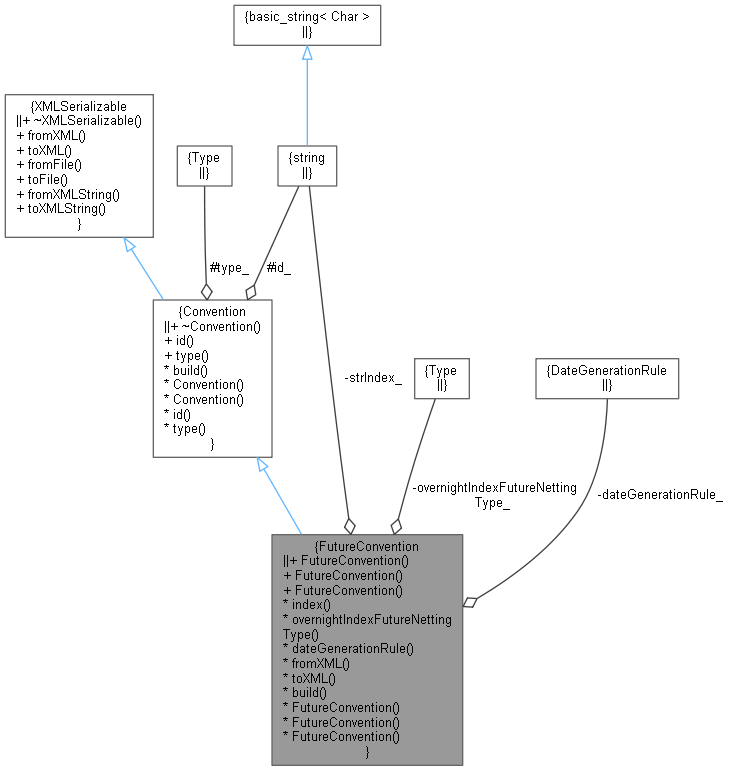 {basic_string< Char >
||}
{XMLSerializable
||+ ~XMLSerializable()
+ fromXML()
+ toXML()
+ fromFile()
+ toFile()
+ fromXMLString()
+ toXMLString()
}
{Type
||}
{string
||}
#type_
#id_
{Convention
||+ ~Convention()
+ id()
+ type()
* build()
* Convention()
* Convention()
* id()
* type()
}
-strIndex_
{Type
||}
{DateGenerationRule
||}
-overnightIndexFutureNetting
Type_
-dateGenerationRule_
{FutureConvention
||+ FutureConvention()
+ FutureConvention()
+ FutureConvention()
* index()
* overnightIndexFutureNetting
Type()
* dateGenerationRule()
* fromXML()
* toXML()
* build()
* FutureConvention()
* FutureConvention()
* FutureConvention()
}